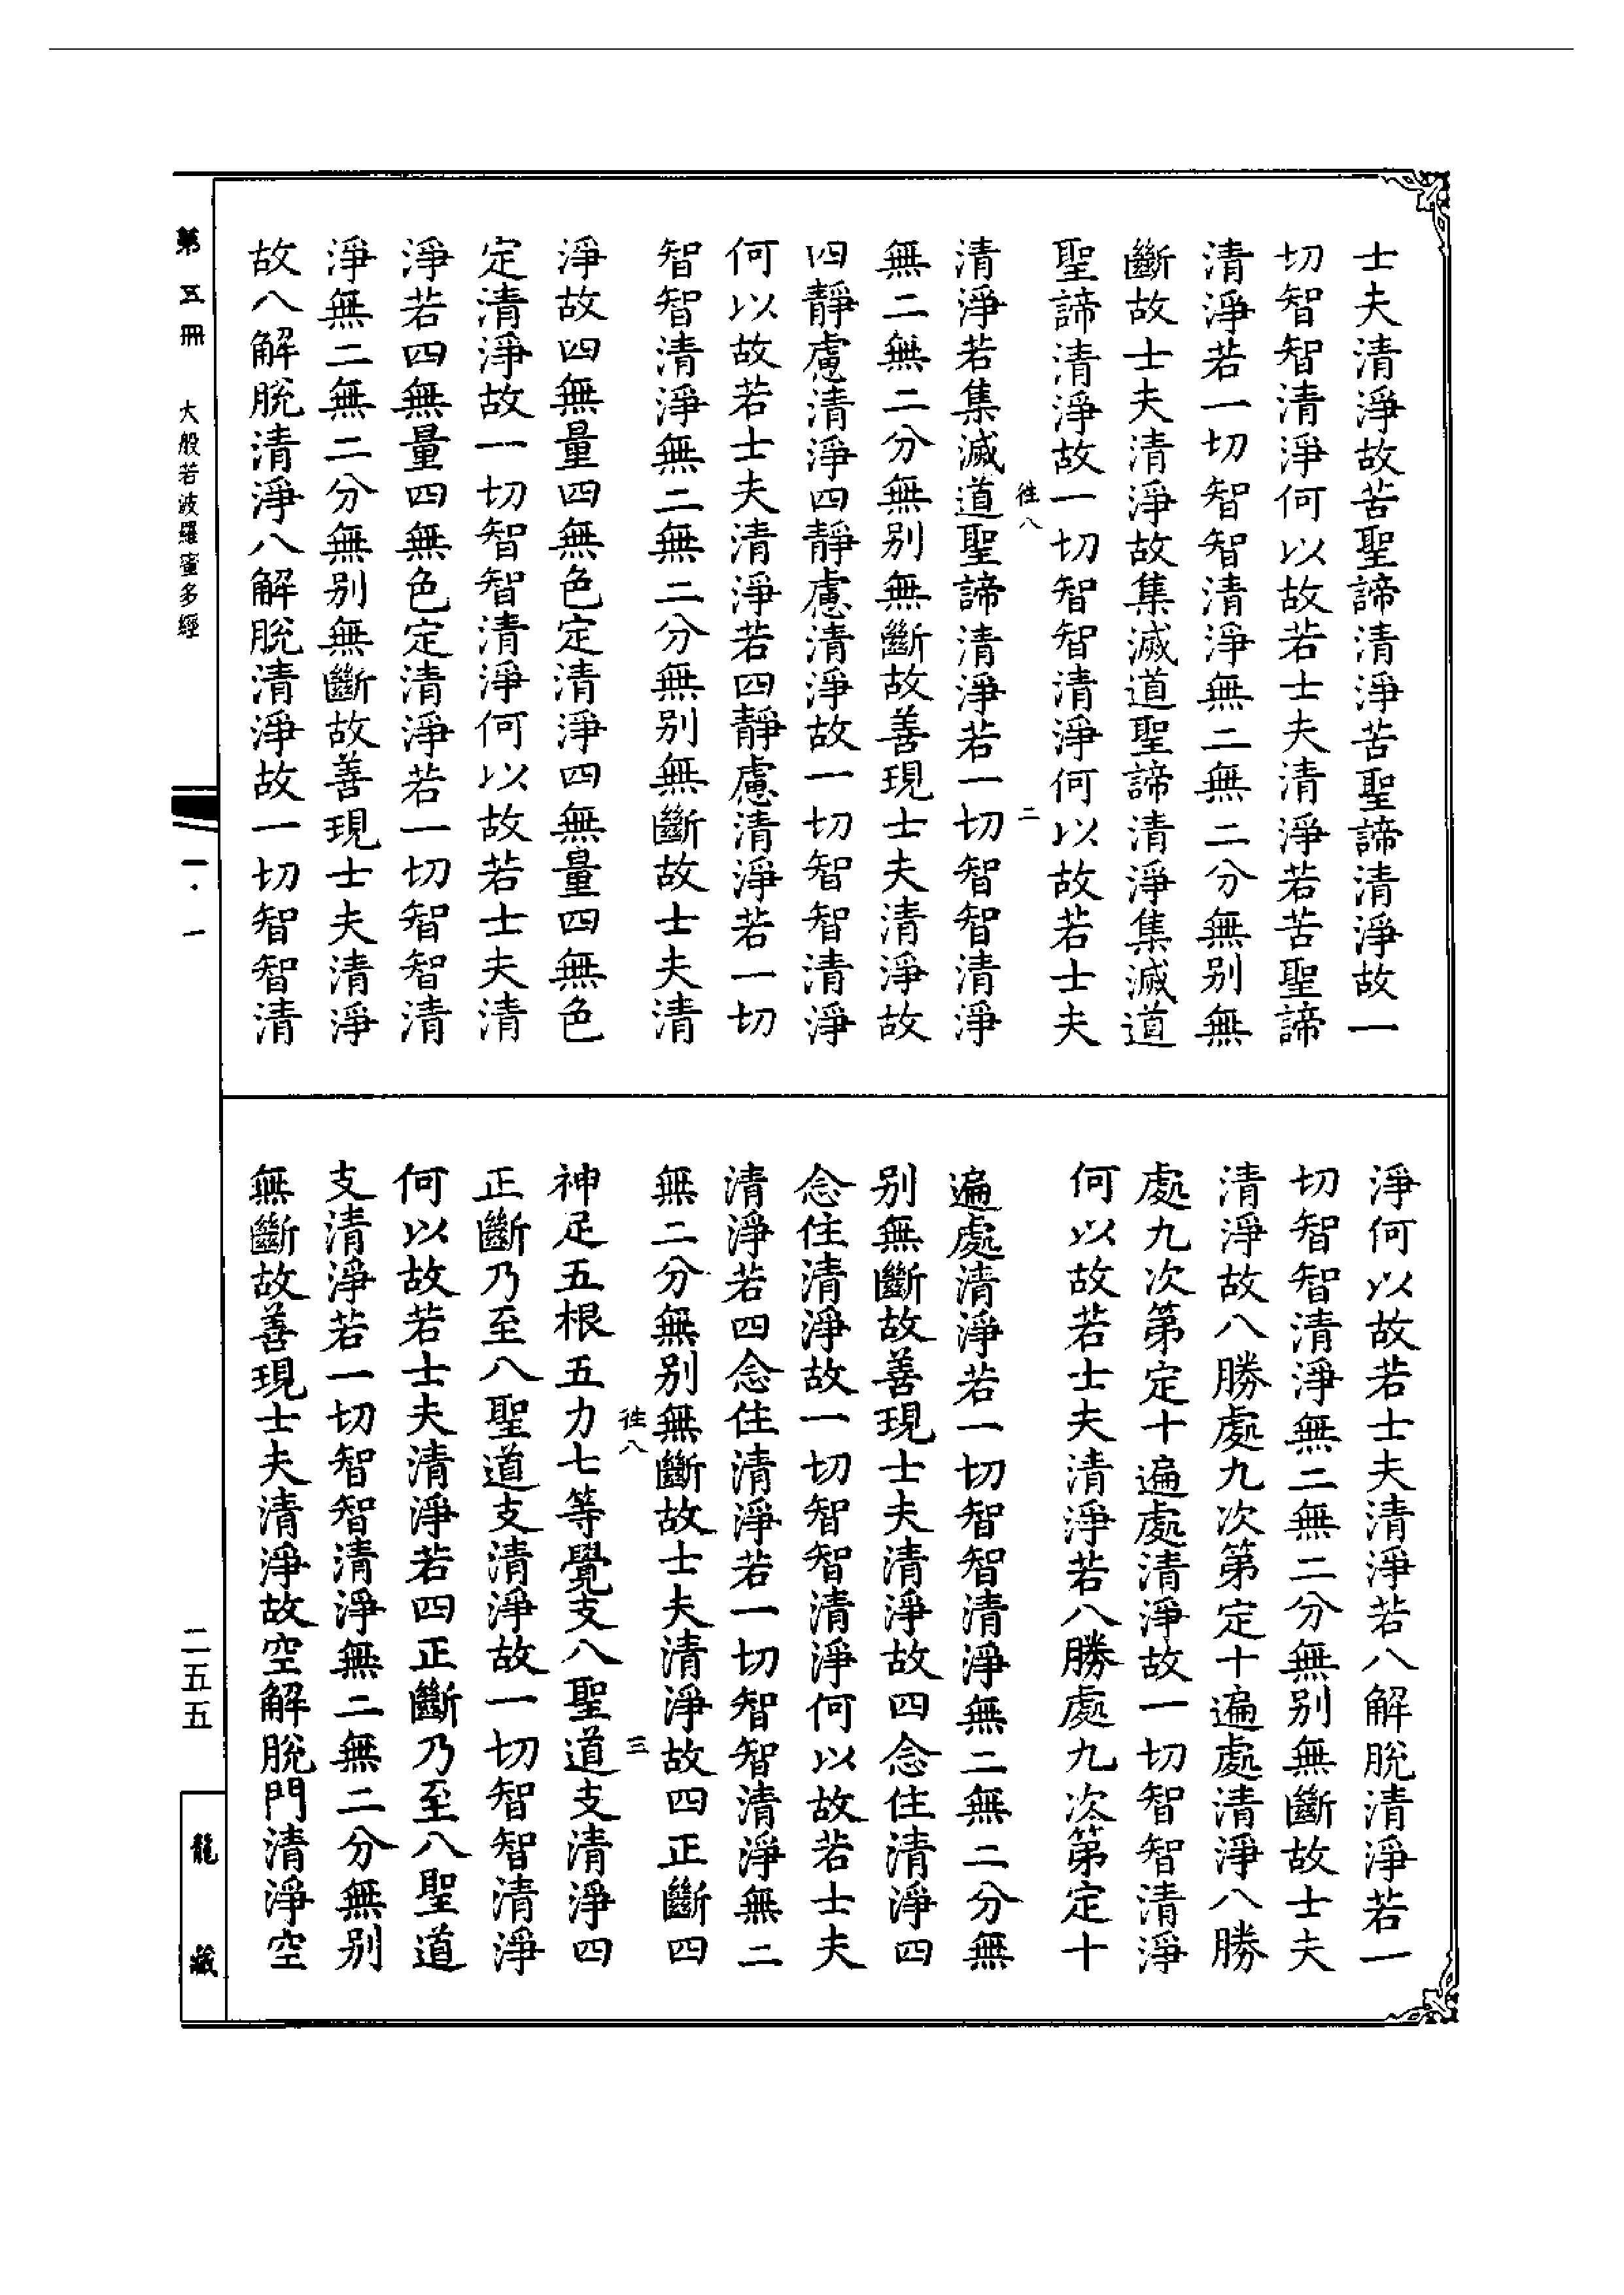 士夫清淨故苦聖諦清淨苦聖諦清淨故一
切智智清淨何以故若士夫清淨若苦聖諦
清淨若一切智智清淨無二無二分無別無
斷故士夫清淨故集滅道聖諦清淨集滅道
聖諦清淨故一切智智清淨何以故若士夫
徃八 二
清淨若集滅道聖諦清淨若一切智智清淨
無二無二分無別無斷故善現士夫清淨故
四靜慮清淨四靜慮清淨故一切智智清淨
何以故若士夫清淨若四靜慮清淨若一切
智智清淨無二無二分無別無斷故士夫清
淨故四無量四無色定清淨四無量四無色
定清淨故一切智智清淨何以故若士夫清
淨若四無量四無色定清淨若一切智智清
淨無二無二分無別無斷故善現士夫清淨
故八解脫清淨八解脫清淨故一切智智清
淨何以故若士夫清淨若八解脫清淨若一
切智智清淨無二無二分無別無斷故士夫
清淨故八勝處九次第定十遍處清淨八勝
處九次第定十遍處清淨故一切智智清淨
何以故若士夫清淨若八勝處九次第定十
遍處清淨若一切智智清淨無二無二分無
別無斷故善現士夫清淨故四念住清淨四
念住清淨故一切智智清淨何以故若士夫
清淨若四念住清淨若一切智智清淨無二
無二分無別無斷故士夫清淨故四正斷四
徃八 三
神足五根五力七等覺支八聖道支清淨四
正斷乃至八聖道支清淨故一切智智清淨
何以故若士夫清淨若四正斷乃至八聖道
支清淨若一切智智清淨無二無二分無別
無斷故善現士夫清淨故空解脫門清淨空
第五冊 大般若波羅蜜多經
一·一
二五五
龍藏